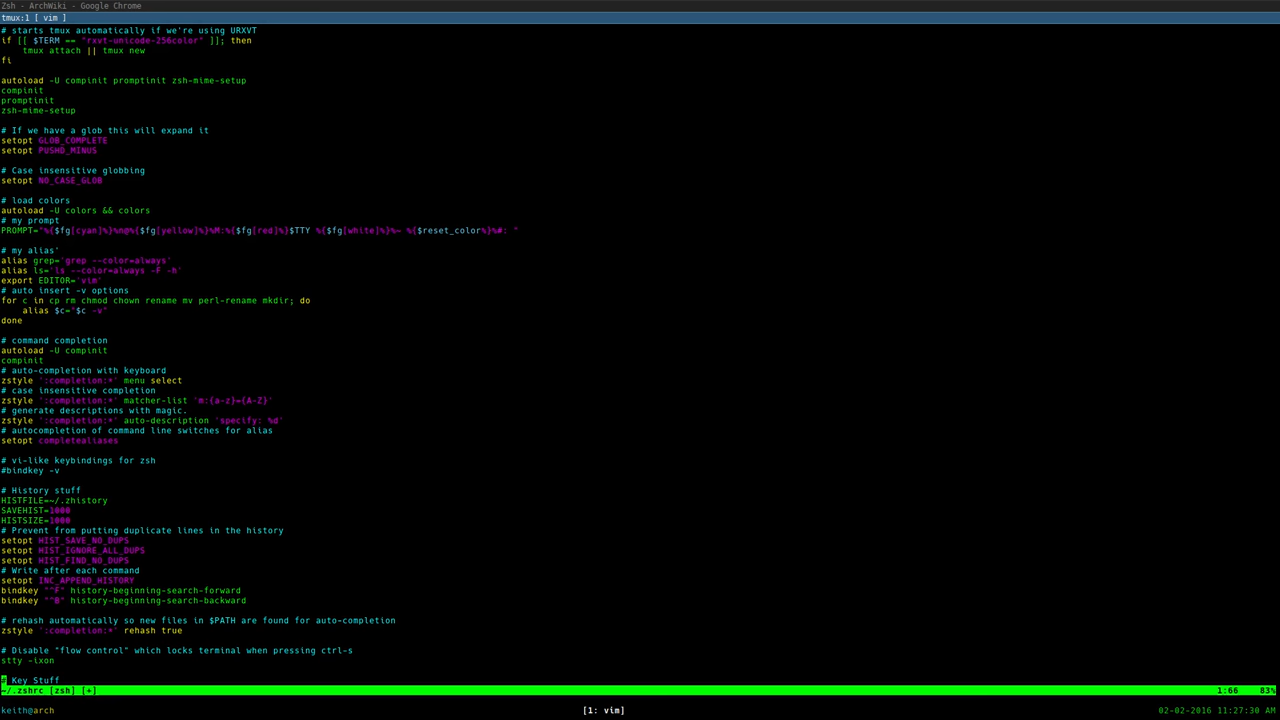 Zsh - ArchWiki - Google Chrome
tmux:1 [ vim ]
# starts tmux automatically if we're using URXVT
if [[ $TERM == "rxvt-unicode-256color" ]]; then
    tmux attach || tmux new
fi

autoload -U compinit promptinit zsh-mime-setup
compinit
promptinit
zsh-mime-setup

# If we have a glob this will expand it
setopt GLOB_COMPLETE
setopt PUSHD_MINUS

# Case insensitive globbing
setopt NO_CASE_GLOB

# load colors
autoload -U colors && colors
# my prompt
PROMPT="%{$fg[cyan]%}%n@%{$fg[yellow]%}%M:%{$fg[red]%}$TTY %{$fg[white]%}%~ %{$reset_color%}%#: "

# my alias'
alias grep='grep --color=always'
alias ls='ls --color=always -F -h'
export EDITOR='vim'
# auto insert -v options
for c in cp rm chmod chown rename mv perl-rename mkdir; do
    alias $c="$c -v"
done

# command completion
autoload -U compinit
compinit
# auto-completion with keyboard
zstyle ':completion:*' menu select
# case insensitive completion
zstyle ':completion:*' matcher-list 'm:{a-z}={A-Z}'
# generate descriptions with magic.
zstyle ':completion:*' auto-description 'specify: %d'
# autocompletion of command line switches for alias
setopt completealiases

# vi-like keybindings for zsh
#bindkey -v

# History stuff
HISTFILE=~/.zhistory
SAVEHIST=1000
HISTSIZE=1000
# Prevent from putting duplicate lines in the history
setopt HIST_SAVE_NO_DUPS
setopt HIST_IGNORE_ALL_DUPS
setopt HIST_FIND_NO_DUPS
# Write after each command
setopt INC_APPEND_HISTORY
bindkey "^F" history-beginning-search-forward
bindkey "^B" history-beginning-search-backward

# rehash automatically so new files in $PATH are found for auto-completion
zstyle ':completion:*' rehash true

# Disable "flow control" which locks terminal when pressing ctrl-s
stty -ixon

# Key Stuff
~/.zshrc [zsh] [+] 1:66 83%
keith@arch [1: vim] 02-02-2016 11:27:30 AM